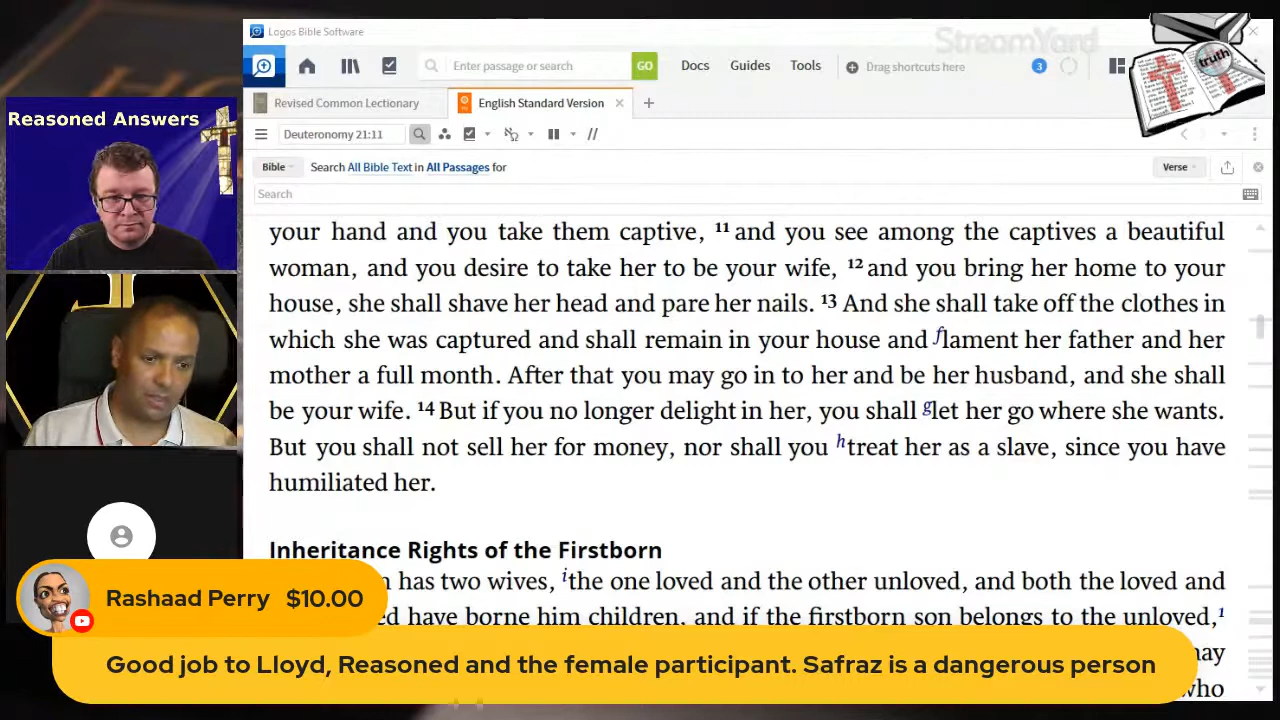 Logos Bible Software
StreamYard
truth
Enter passage or search
GO
Docs
Guides
Tools
Drag shortcuts here
3
Revised Common Lectionary
English Standard Version
Reasoned Answers
Deuteronomy 21:11
Bible
Search All Bible Text in All Passages for
Verse
Search
your hand and you take them captive, 11 and you see among the captives a beautiful
woman, and you desire to take her to be your wife, 12 and you bring her home to your
house, she shall shave her head and pare her nails. 13 And she shall take off the clothes in
which she was captured and shall remain in your house and f lament her father and her
mother a full month. After that you may go in to her and be her husband, and she shall
be your wife. 14 But if you no longer delight in her, you shall g let her go where she wants.
But you shall not sell her for money, nor shall you h treat her as a slave, since you have
humiliated her.
Inheritance Rights of the Firstborn
has two wives, i the one loved and the other unloved, and both the loved and
have borne him children, and if the firstborn son belongs to the unloved, 1
who
Rashaad Perry $10.00
Good job to Lloyd, Reasoned and the female participant. Safraz is a dangerous person